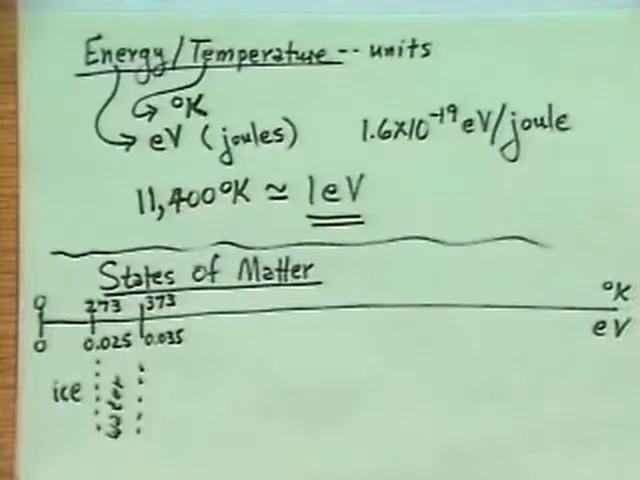 Energy/Temperature -- units
°K
eV (joules) 1.6x10⁻¹⁹ eV/joule
11,400°K ≃ 1eV
States of Matter
0 273 373 °K
0 0.025 0.035 eV
ice
water